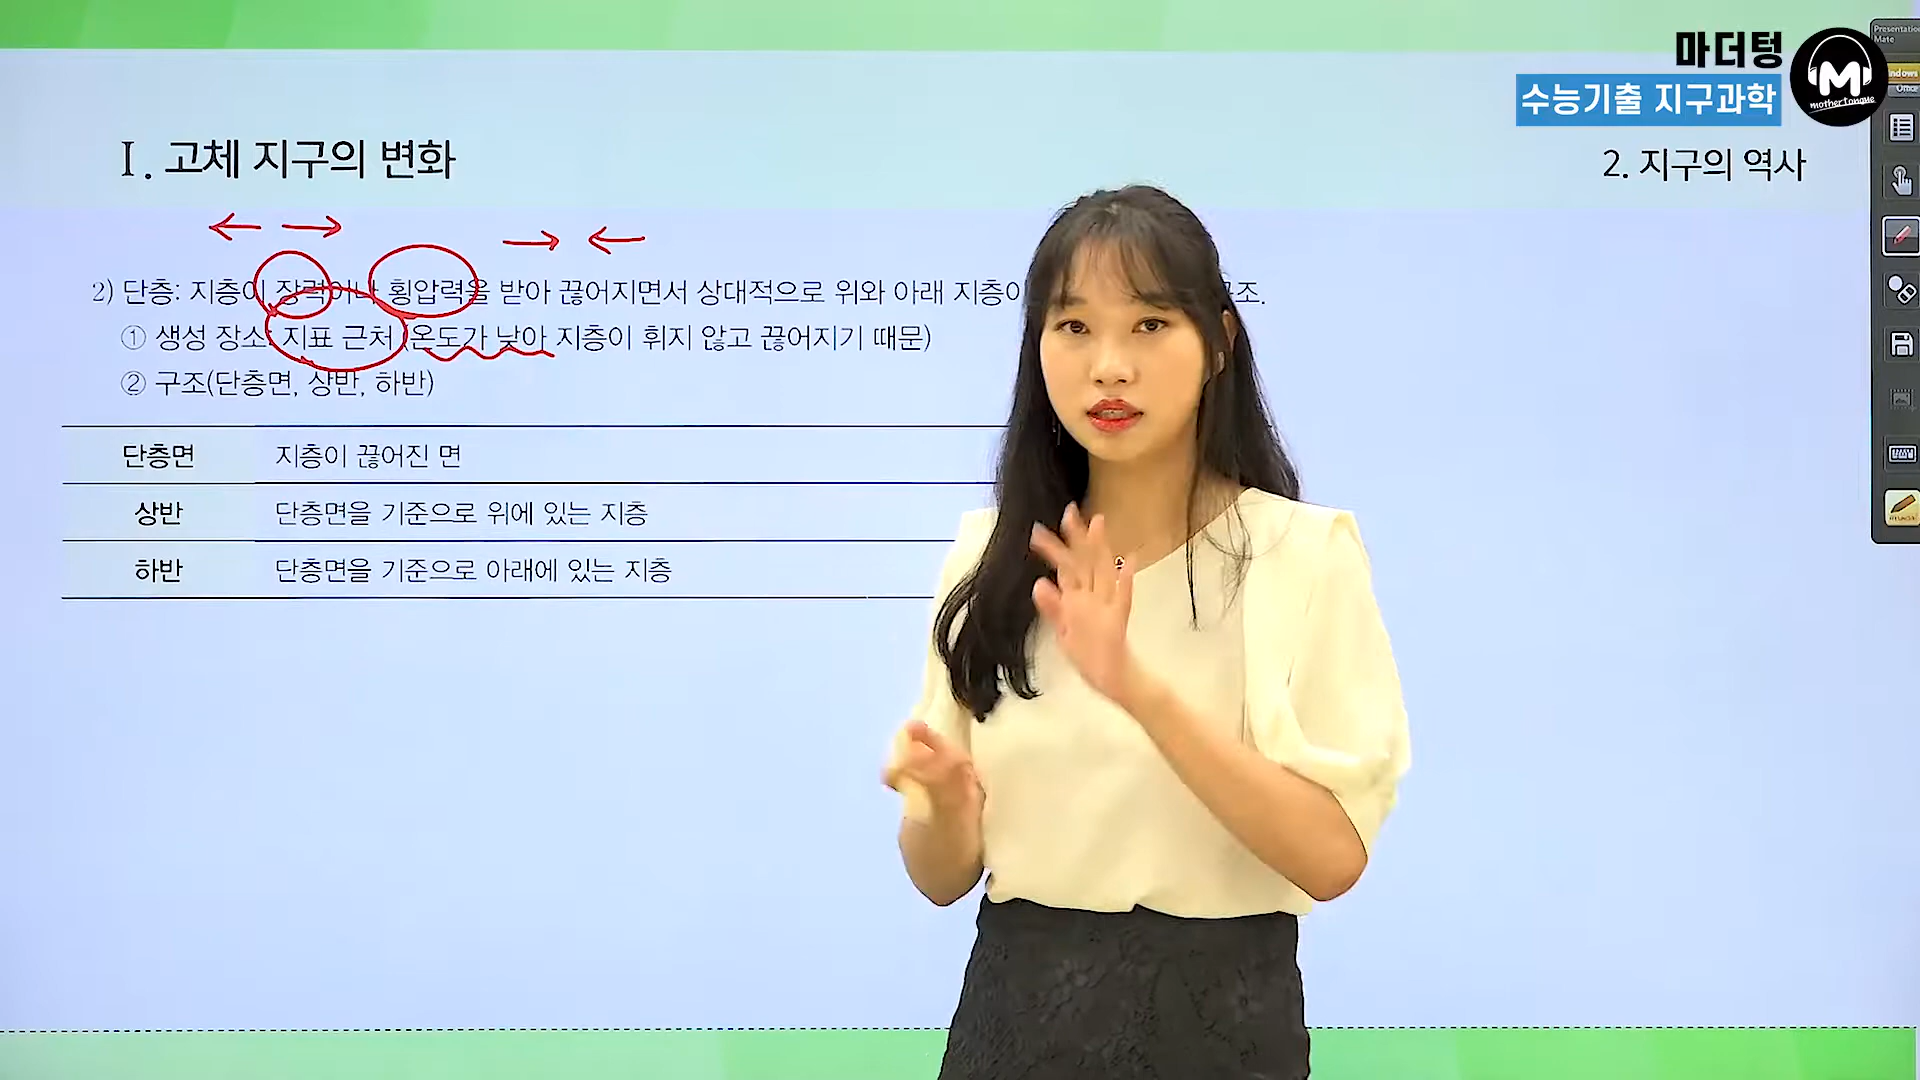 마더텅
수능기출 지구과학
mothertongue
Presentation
Mate
Ⅰ. 고체 지구의 변화
2. 지구의 역사
2) 단층: 지층이 장력이나 횡압력을 받아 끊어지면서 상대적으로 위와 아래 지층이 구조.
① 생성 장소: 지표 근처 (온도가 낮아 지층이 휘지 않고 끊어지기 때문)
② 구조(단층면, 상반, 하반)
단층면 지층이 끊어진 면
상반 단층면을 기준으로 위에 있는 지층
하반 단층면을 기준으로 아래에 있는 지층